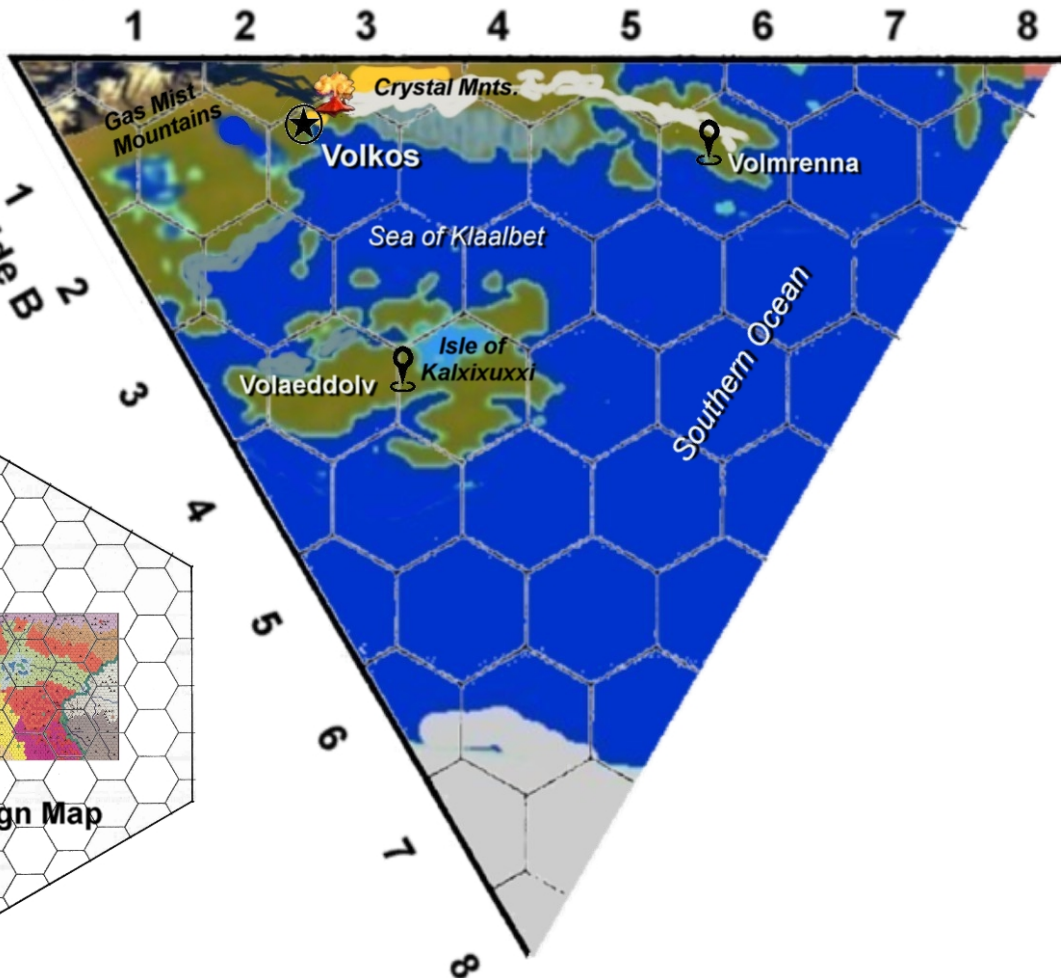 1 2 3 4 5 6 7 8
Crystal Mnts.
Gas Mist
Mountains
Volkos
Volmrenna
1
de B
2
Sea of Klaalbet
Southern Ocean
Isle of
Kalxixuxxi
Volaeddolv
3
4
5
6
gn Map
7
8